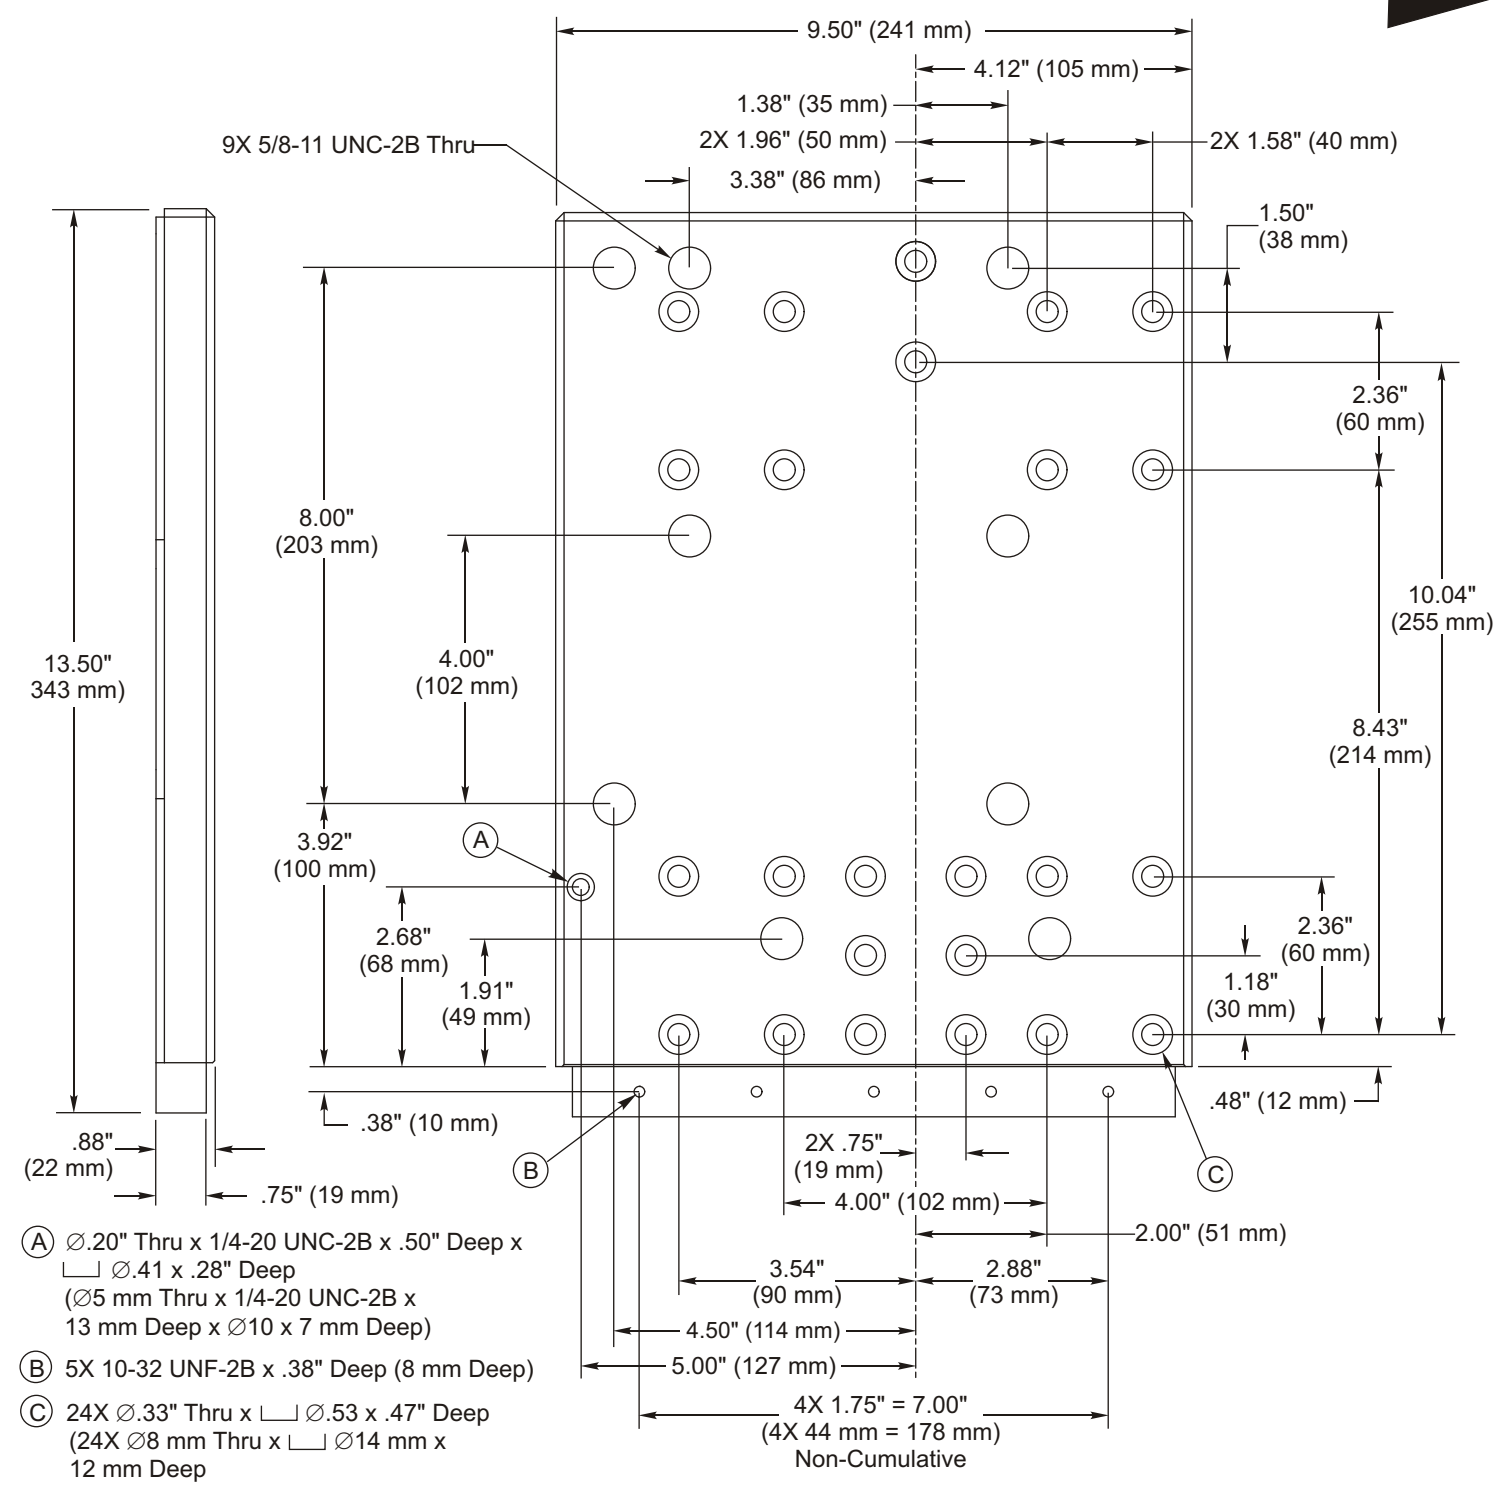 9.50" (241 mm)
4.12" (105 mm)
1.38" (35 mm)
9X 5/8-11 UNC-2B Thru
2X 1.96" (50 mm)
2X 1.58" (40 mm)
3.38" (86 mm)
1.50"
(38 mm)
2.36"
(60 mm)
8.00"
(203 mm)
10.04"
(255 mm)
13.50"
343 mm)
4.00"
(102 mm)
8.43"
(214 mm)
A
3.92"
(100 mm)
2.68"
(68 mm)
2.36"
(60 mm)
1.91"
(49 mm)
1.18"
(30 mm)
.38" (10 mm)
.48" (12 mm)
.88"
(22 mm)
2X .75"
(19 mm)
B
C
.75" (19 mm)
4.00" (102 mm)
2.00" (51 mm)
3.54"
(90 mm)
2.88"
(73 mm)
4.50" (114 mm)
5.00" (127 mm)
4X 1.75" = 7.00"
(4X 44 mm = 178 mm)
Non-Cumulative
A Ø.20" Thru x 1/4-20 UNC-2B x .50" Deep x
⌴ Ø.41 x .28" Deep
(Ø5 mm Thru x 1/4-20 UNC-2B x
13 mm Deep x Ø10 x 7 mm Deep)
B 5X 10-32 UNF-2B x .38" Deep (8 mm Deep)
C 24X Ø.33" Thru x ⌴ Ø.53 x .47" Deep
(24X Ø8 mm Thru x ⌴ Ø14 mm x
12 mm Deep